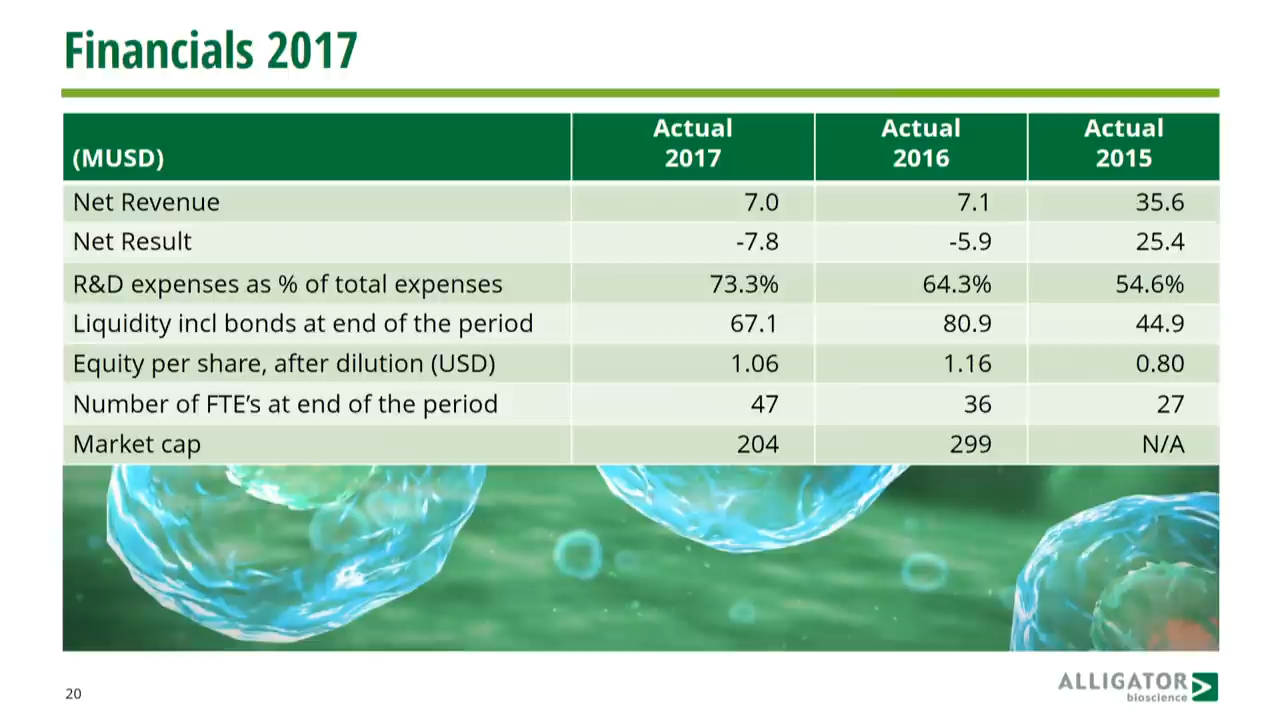 Financials 2017
(MUSD) Actual 2017 Actual 2016 Actual 2015
Net Revenue 7.0 7.1 35.6
Net Result -7.8 -5.9 25.4
R&D expenses as % of total expenses 73.3% 64.3% 54.6%
Liquidity incl bonds at end of the period 67.1 80.9 44.9
Equity per share, after dilution (USD) 1.06 1.16 0.80
Number of FTE’s at end of the period 47 36 27
Market cap 204 299 N/A
20
ALLIGATOR
bioscience